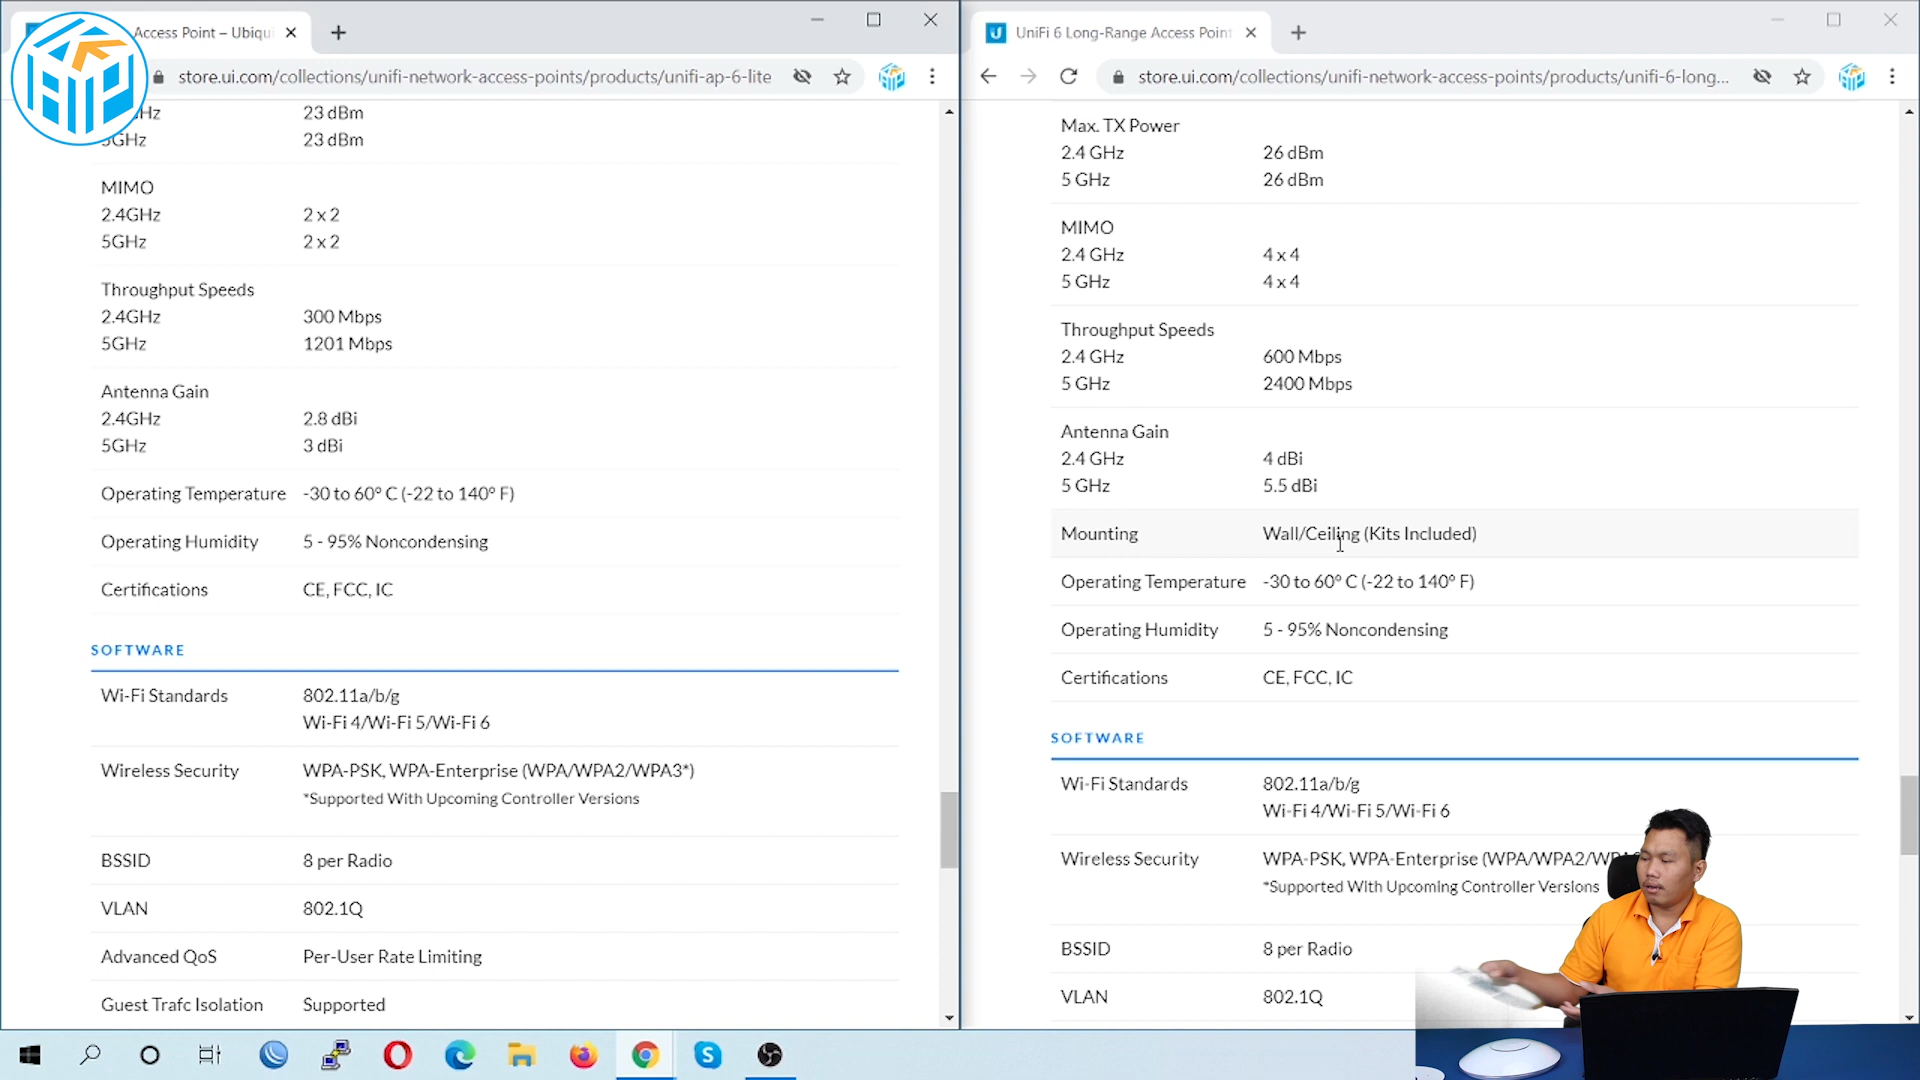 Access Point – Ubiqui
store.ui.com/collections/unifi-network-access-points/products/unifi-ap-6-lite
Hz 23 dBm
5GHz 23 dBm
MIMO
2.4GHz 2 x 2
5GHz 2 x 2
Throughput Speeds
2.4GHz 300 Mbps
5GHz 1201 Mbps
Antenna Gain
2.4GHz 2.8 dBi
5GHz 3 dBi
Operating Temperature -30 to 60° C (-22 to 140° F)
Operating Humidity 5 - 95% Noncondensing
Certifications CE, FCC, IC
SOFTWARE
Wi-Fi Standards 802.11a/b/g
Wi-Fi 4/Wi-Fi 5/Wi-Fi 6
Wireless Security WPA-PSK, WPA-Enterprise (WPA/WPA2/WPA3*)
*Supported With Upcoming Controller Versions
BSSID 8 per Radio
VLAN 802.1Q
Advanced QoS Per-User Rate Limiting
Guest Trafc Isolation Supported
UniFi 6 Long-Range Access Point
store.ui.com/collections/unifi-network-access-points/products/unifi-6-long...
Max. TX Power
2.4 GHz 26 dBm
5 GHz 26 dBm
MIMO
2.4 GHz 4 x 4
5 GHz 4 x 4
Throughput Speeds
2.4 GHz 600 Mbps
5 GHz 2400 Mbps
Antenna Gain
2.4 GHz 4 dBi
5 GHz 5.5 dBi
Mounting Wall/Ceiling (Kits Included)
Operating Temperature -30 to 60° C (-22 to 140° F)
Operating Humidity 5 - 95% Noncondensing
Certifications CE, FCC, IC
SOFTWARE
Wi-Fi Standards 802.11a/b/g
Wi-Fi 4/Wi-Fi 5/Wi-Fi 6
Wireless Security WPA-PSK, WPA-Enterprise (WPA/WPA2/WP
*Supported With Upcoming Controller Versions
BSSID 8 per Radio
VLAN 802.1Q